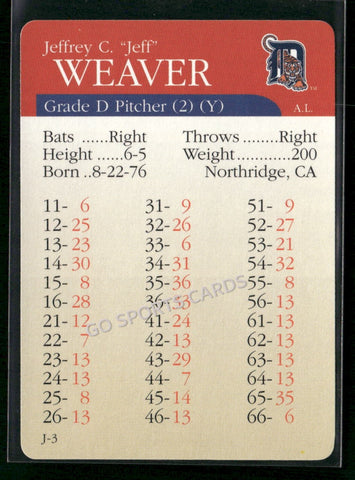 Jeffrey C. "Jeff"
WEAVER
Grade D Pitcher (2) (Y)
A.L.
Bats ......Right Throws ........Right
Height ......6-5 Weight............200
Born ..8-22-76 Northridge, CA
11- 6 31- 9 51- 9
12- 25 32- 26 52- 27
13- 23 33- 6 53- 21
14- 30 34- 31 54- 32
15- 8 35- 36 55- 8
16- 28 36- 13 56- 13
21- 12 41- 24 61- 13
22- 7 42- 13 62- 13
23- 13 43- 29 63- 13
24- 13 44- 7 64- 13
25- 8 45- 14 65- 35
26- 13 46- 13 66- 6
J-3
GO SPORTS CARDS